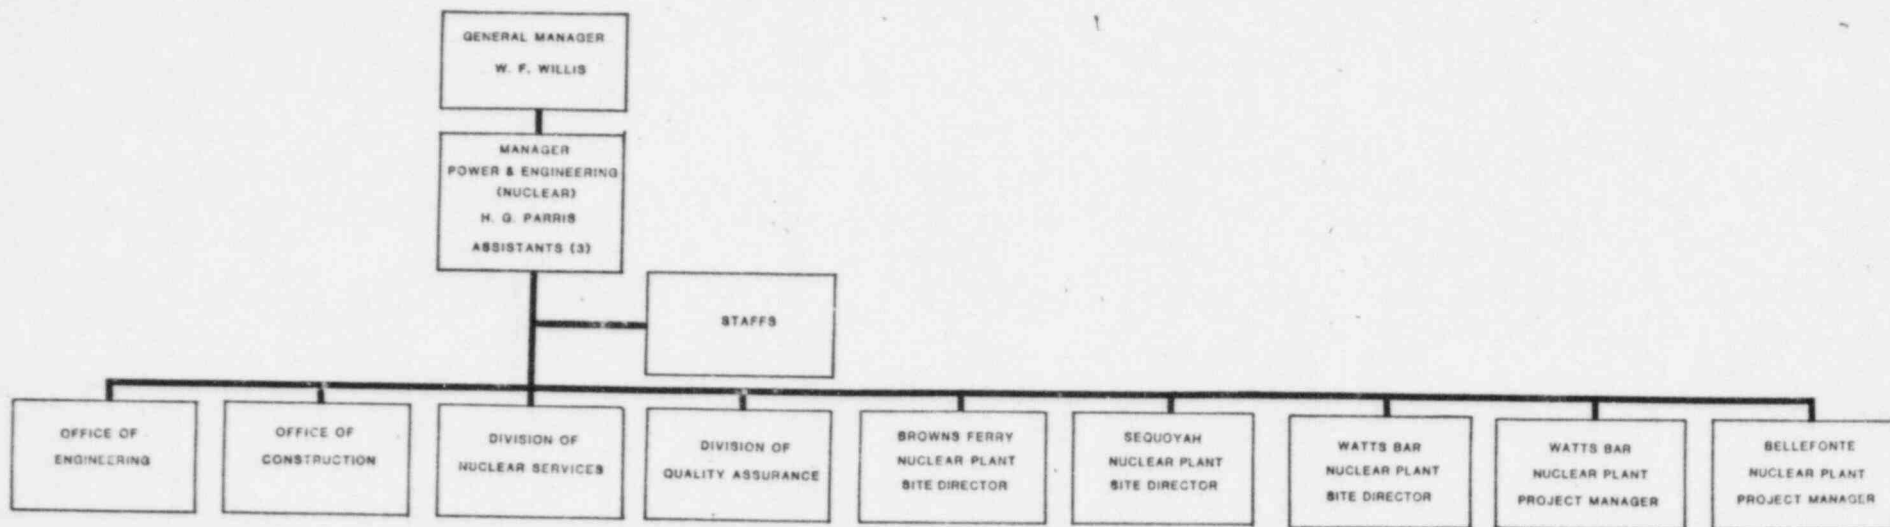 GENERAL MANAGER
W. F. WILLIS
MANAGER
POWER & ENGINEERING
(NUCLEAR)
H. G. PARRIS
ASSISTANTS (3)
STAFFS
OFFICE OF
ENGINEERING
OFFICE OF
CONSTRUCTION
DIVISION OF
NUCLEAR SERVICES
DIVISION OF
QUALITY ASSURANCE
BROWNS FERRY
NUCLEAR PLANT
SITE DIRECTOR
SEQUOYAH
NUCLEAR PLANT
SITE DIRECTOR
WATTS BAR
NUCLEAR PLANT
SITE DIRECTOR
WATTS BAR
NUCLEAR PLANT
PROJECT MANAGER
BELLEFONTE
NUCLEAR PLANT
PROJECT MANAGER